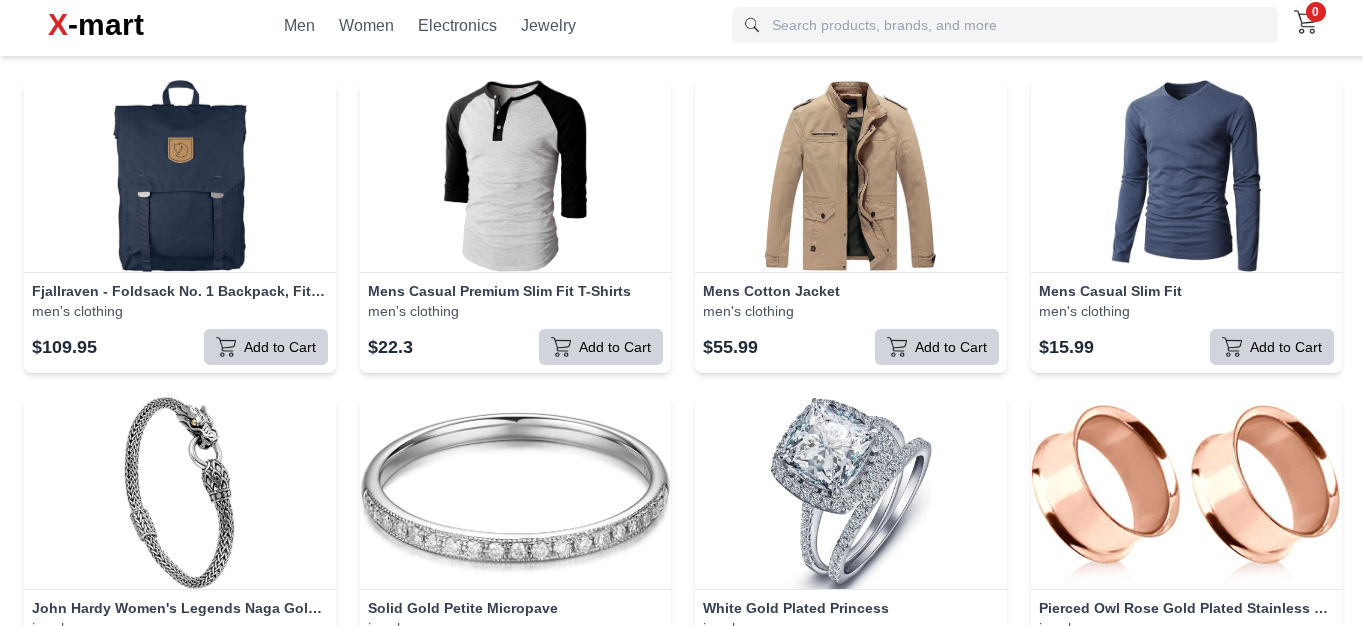 X-mart
Men
Women
Electronics
Jewelry
Search products, brands, and more
0
Fjallraven - Foldsack No. 1 Backpack, Fit…
men's clothing
$109.95
Add to Cart
Mens Casual Premium Slim Fit T-Shirts
men's clothing
$22.3
Add to Cart
Mens Cotton Jacket
men's clothing
$55.99
Add to Cart
Mens Casual Slim Fit
men's clothing
$15.99
Add to Cart
John Hardy Women's Legends Naga Gol…
Solid Gold Petite Micropave
White Gold Plated Princess
Pierced Owl Rose Gold Plated Stainless …